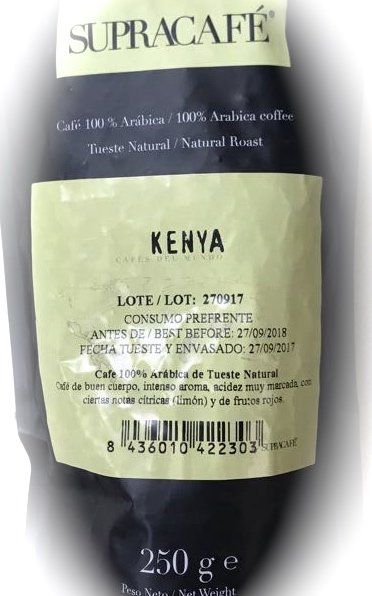 SUPRACAFÉ®
Café 100 % Arábica / 100% Arabica coffee
Tueste Natural / Natural Roast
KENYA
CAFÉS DEL MUNDO
LOTE / LOT: 270917
CONSUMO PREFRENTE
ANTES DE / BEST BEFORE: 27/09/2018
FECHA TUESTE Y ENVASADO: 27/09/2017
Cafe 100% Arábica de Tueste Natural
Café de buen cuerpo, intenso aroma, acidez muy marcada, con
ciertas notas cítricas (limón) y de frutos rojos.
8 436010 422303
SUPRACAFÉ
250 g e
Peso Neto / Net Weight